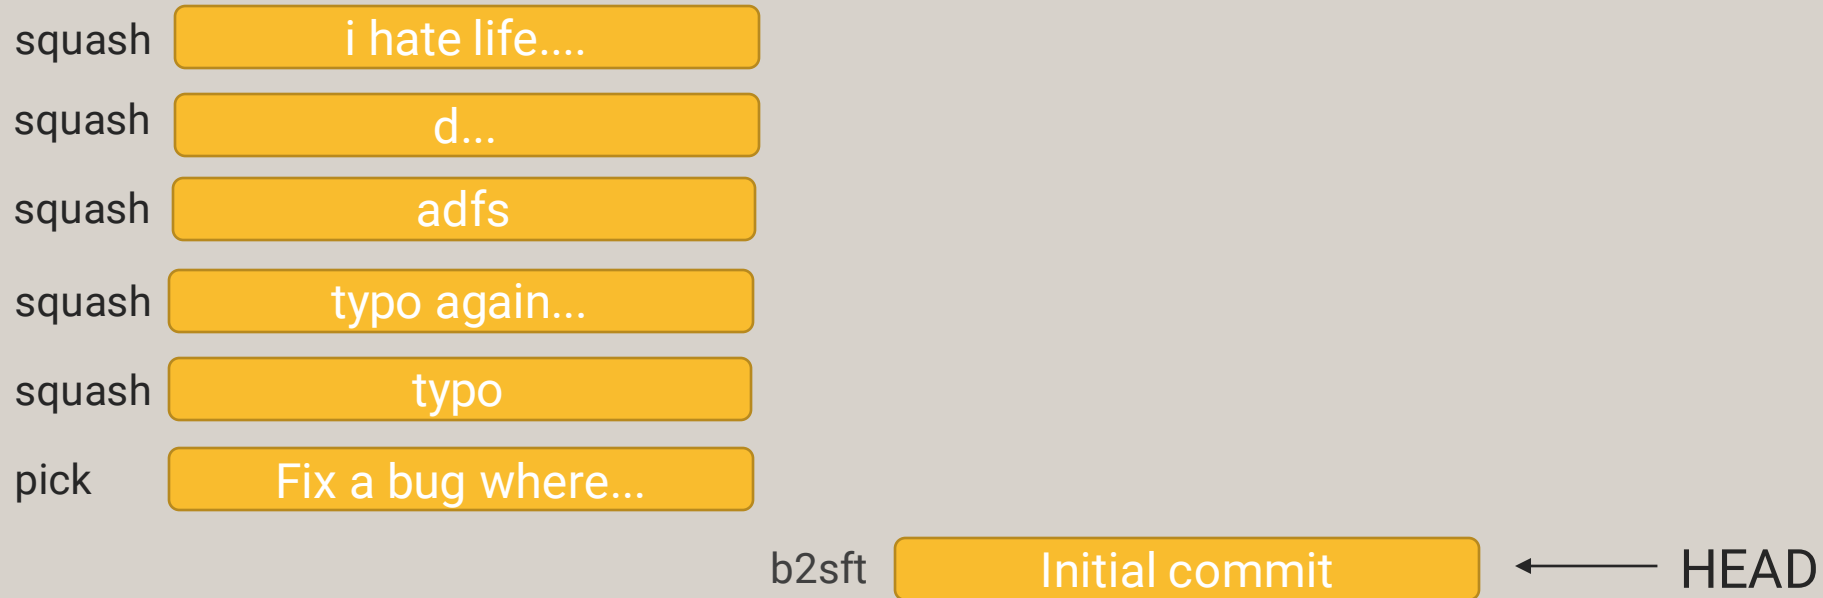 squash i hate life....
squash d...
squash adfs
squash typo again...
squash typo
pick Fix a bug where...
b2sft Initial commit HEAD